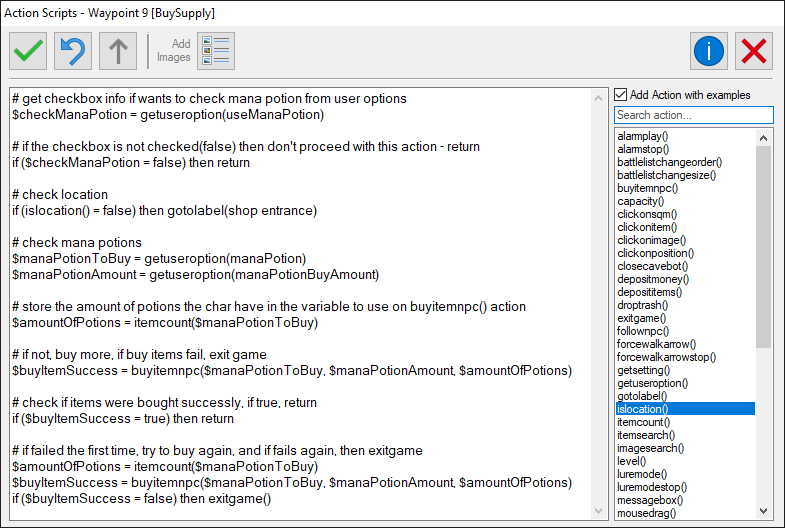 Action Scripts - Waypoint 9 [BuySupply]
Add
Images
# get checkbox info if wants to check mana potion from user options
$checkManaPotion = getuseroption(useManaPotion)
# if the checkbox is not checked(false) then don't proceed with this action - return
if ($checkManaPotion = false) then return
# check location
if (islocation() = false) then gotolabel(shop entrance)
# check mana potions
$manaPotionToBuy = getuseroption(manaPotion)
$manaPotionAmount = getuseroption(manaPotionBuyAmount)
# store the amount of potions the char have in the variable to use on buyitemnpc() action
$amountOfPotions = itemcount($manaPotionToBuy)
# if not, buy more, if buy items fail, exit game
$buyItemSuccess = buyitemnpc($manaPotionToBuy, $manaPotionAmount, $amountOfPotions)
# check if items were bought successly, if true, return
if ($buyItemSuccess = true) then return
# if failed the first time, try to buy again, and if fails again, then exitgame
$amountOfPotions = itemcount($manaPotionToBuy)
$buyItemSuccess = buyitemnpc($manaPotionToBuy, $manaPotionAmount, $amountOfPotions)
if ($buyItemSuccess = false) then exitgame()
Add Action with examples
Search action...
alarmplay()
alarmstop()
battlelistchangeorder()
battlelistchangesize()
buyitemnpc()
capacity()
clickonsqm()
clickonitem()
clickonimage()
clickonposition()
closecavebot()
depositmoney()
deposititems()
droptrash()
exitgame()
follownpc()
forcewalkarrow()
forcewalkarrowstop()
getsetting()
getuseroption()
gotolabel()
islocation()
itemcount()
itemsearch()
imagesearch()
level()
luremode()
luremodestop()
messagebox()
mousedrag()